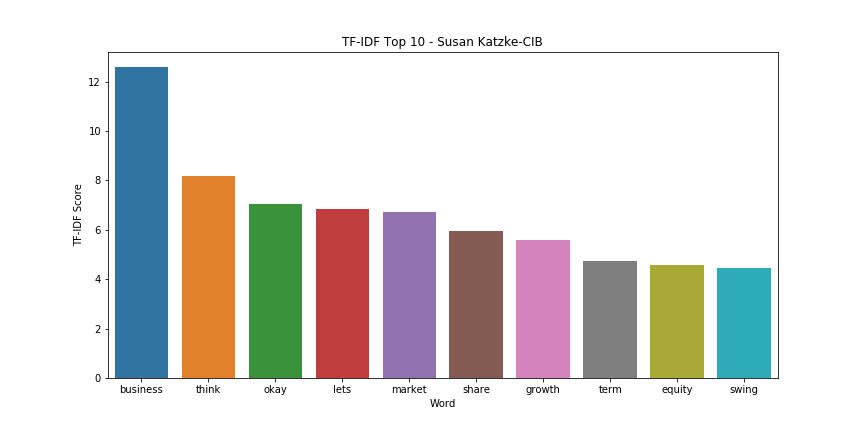 TF-IDF Top 10 - Susan Katzke-CIB
12
10
8
6
4
2
0
TF-IDF Score
business think okay lets market share growth term equity swing
Word